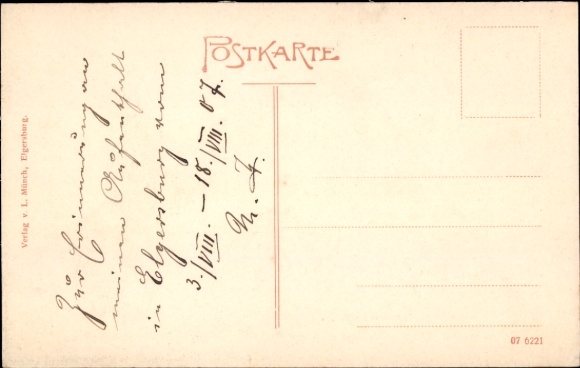 POSTKARTE
Zur Erinnerung an
meinen Aufenthalt
in Elgersburg vom
3./VIII. – 18./VIII. 07.
M. F.
Verlag v. L. Münch, Elgersburg.
07 6221